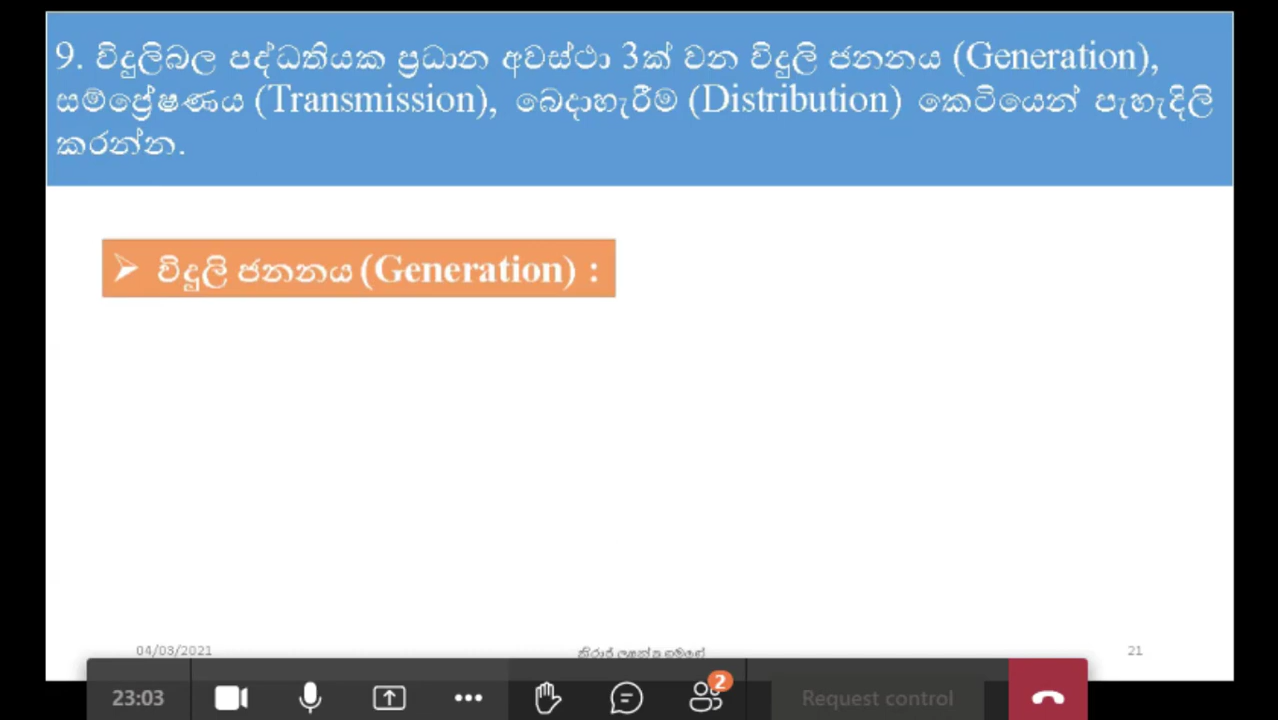 9. විදුලිබල පද්ධතියක ප්‍රධාන අවස්ථා 3ක් වන විදුලි ජනනය (Generation),
සම්ප්‍රේෂණය (Transmission), බෙදාහැරීම (Distribution) කෙටියෙන් පැහැදිලි
කරන්න.
➢ විදුලි ජනනය (Generation) :
04/03/2021
21
23:03
2
Request control